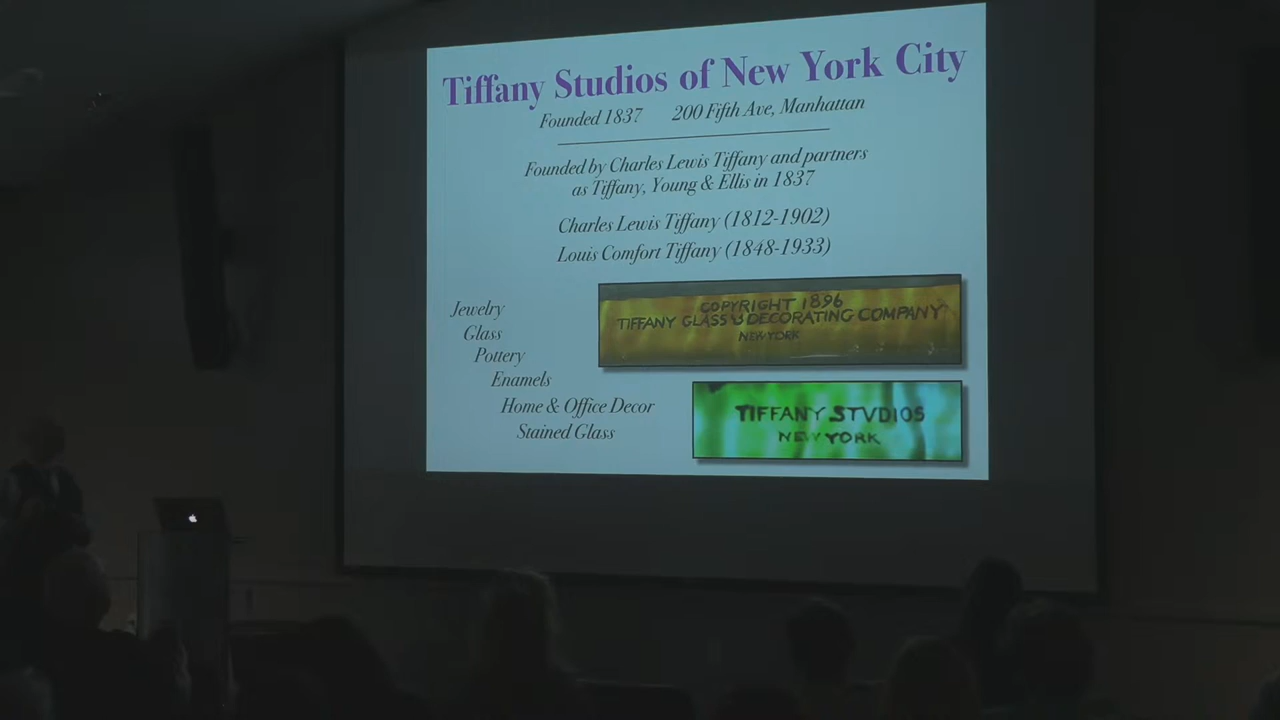 Tiffany Studios of New York City
Founded 1837 200 Fifth Ave, Manhattan
Founded by Charles Lewis Tiffany and partners
as Tiffany, Young & Ellis in 1837
Charles Lewis Tiffany (1812-1902)
Louis Comfort Tiffany (1848-1933)
Jewelry
Glass
Pottery
Enamels
Home & Office Decor
Stained Glass
COPYRIGHT 1896
TIFFANY GLASS & DECORATING COMPANY
NEW YORK
TIFFANY STVDIOS
NEW YORK